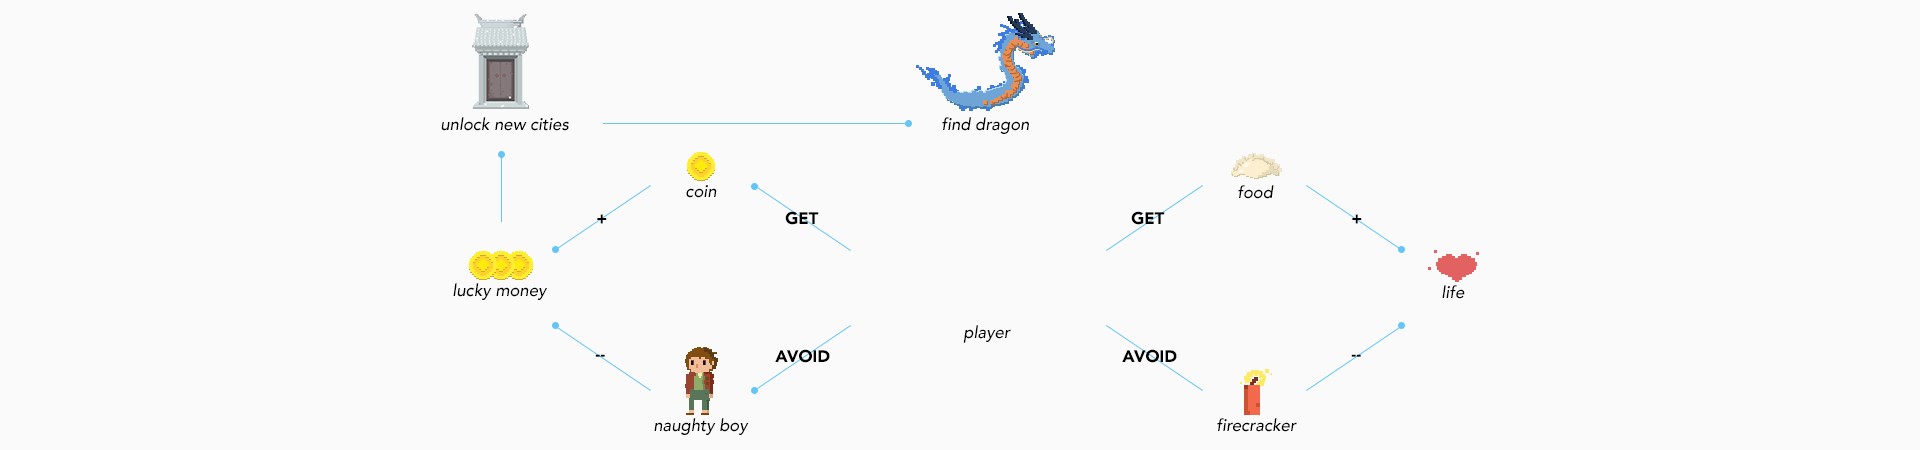 unlock new cities
find dragon
coin
food
GET
GET
+
+
lucky money
life
player
--
AVOID
AVOID
--
naughty boy
firecracker